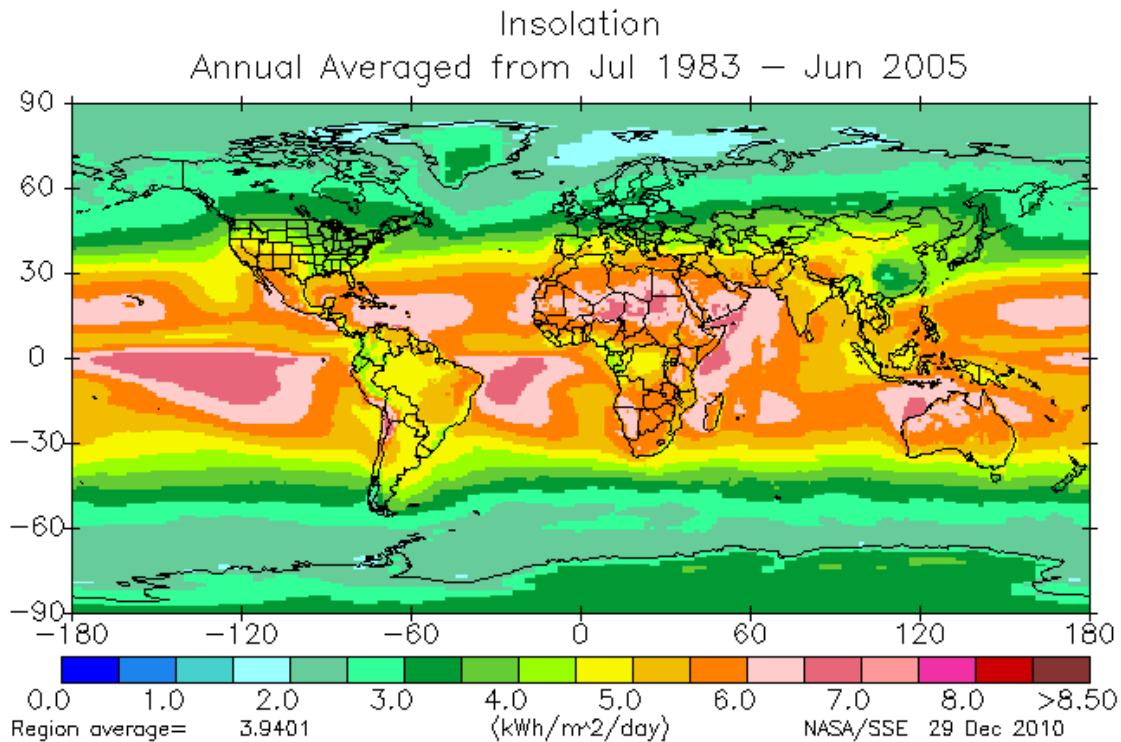 Insolation
Annual Averaged from Jul 1983 – Jun 2005
90
60
30
0
−30
−60
−90
−180 −120 −60 0 60 120 180
0.0 1.0 2.0 3.0 4.0 5.0 6.0 7.0 8.0 >8.50
Region average= 3.9401 (kWh/m^2/day) NASA/SSE 29 Dec 2010